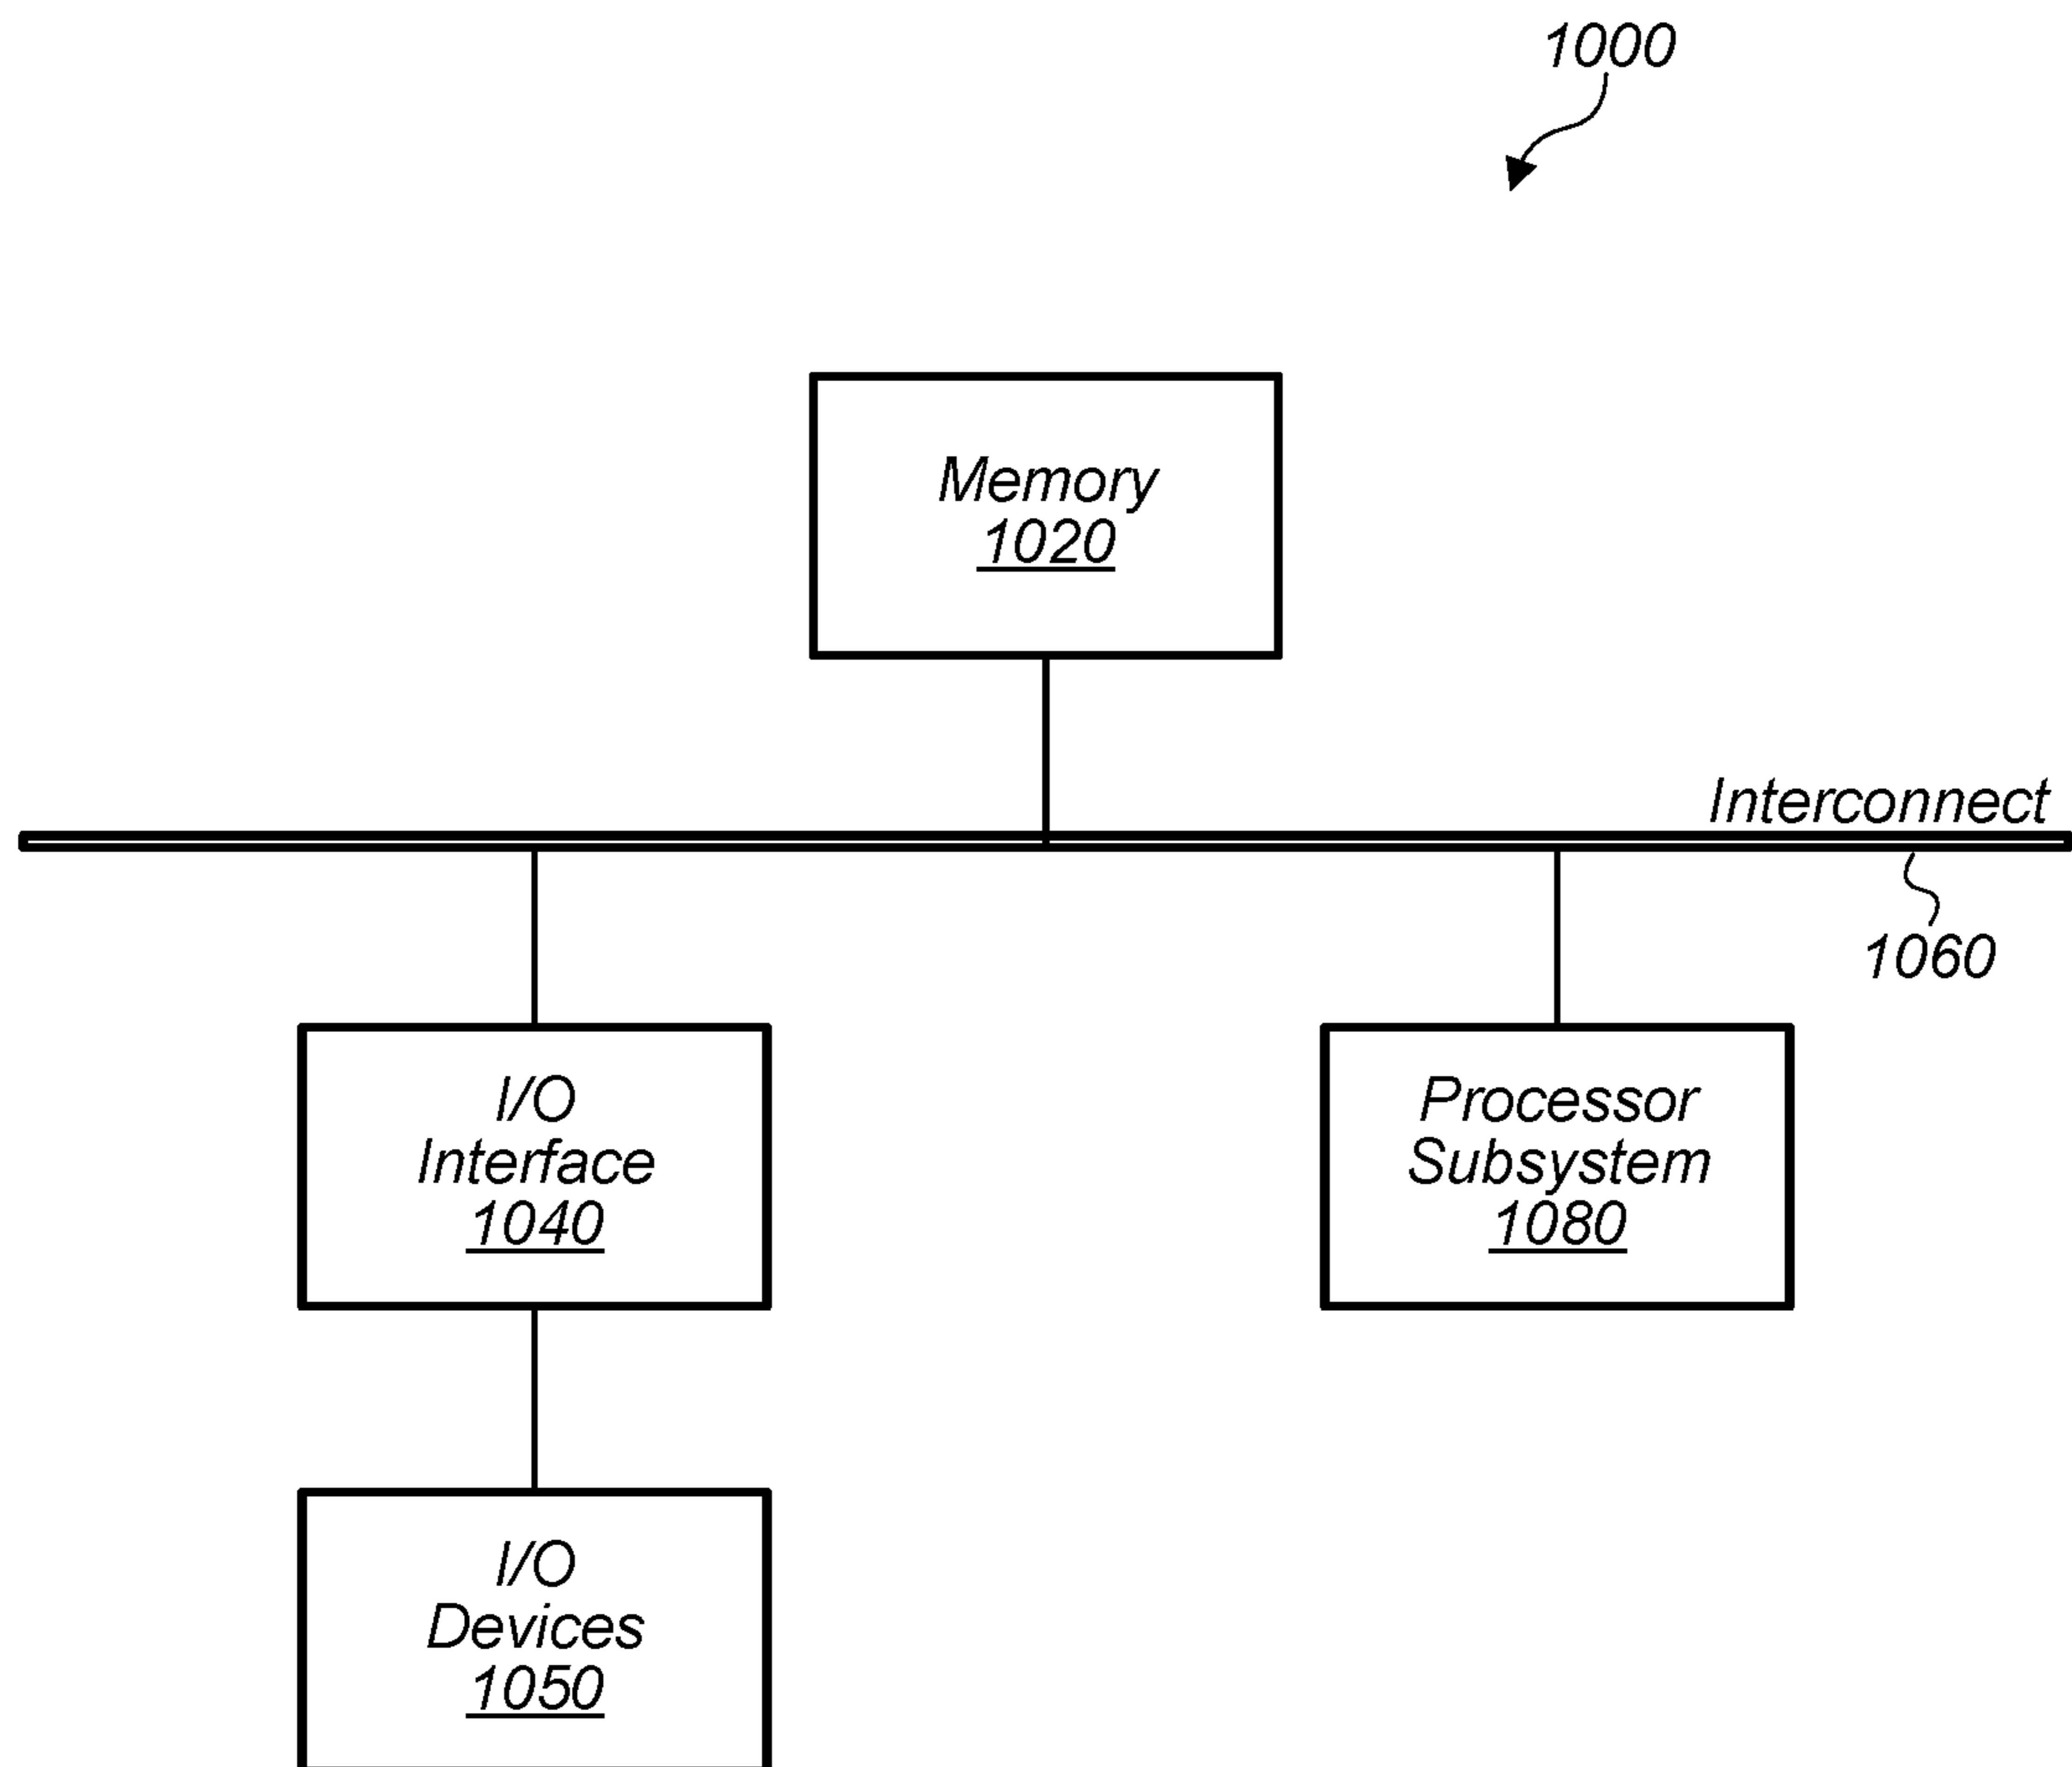 1000
Memory
1020
Interconnect
1060
I/O
Interface
1040
Processor
Subsystem
1080
I/O
Devices
1050